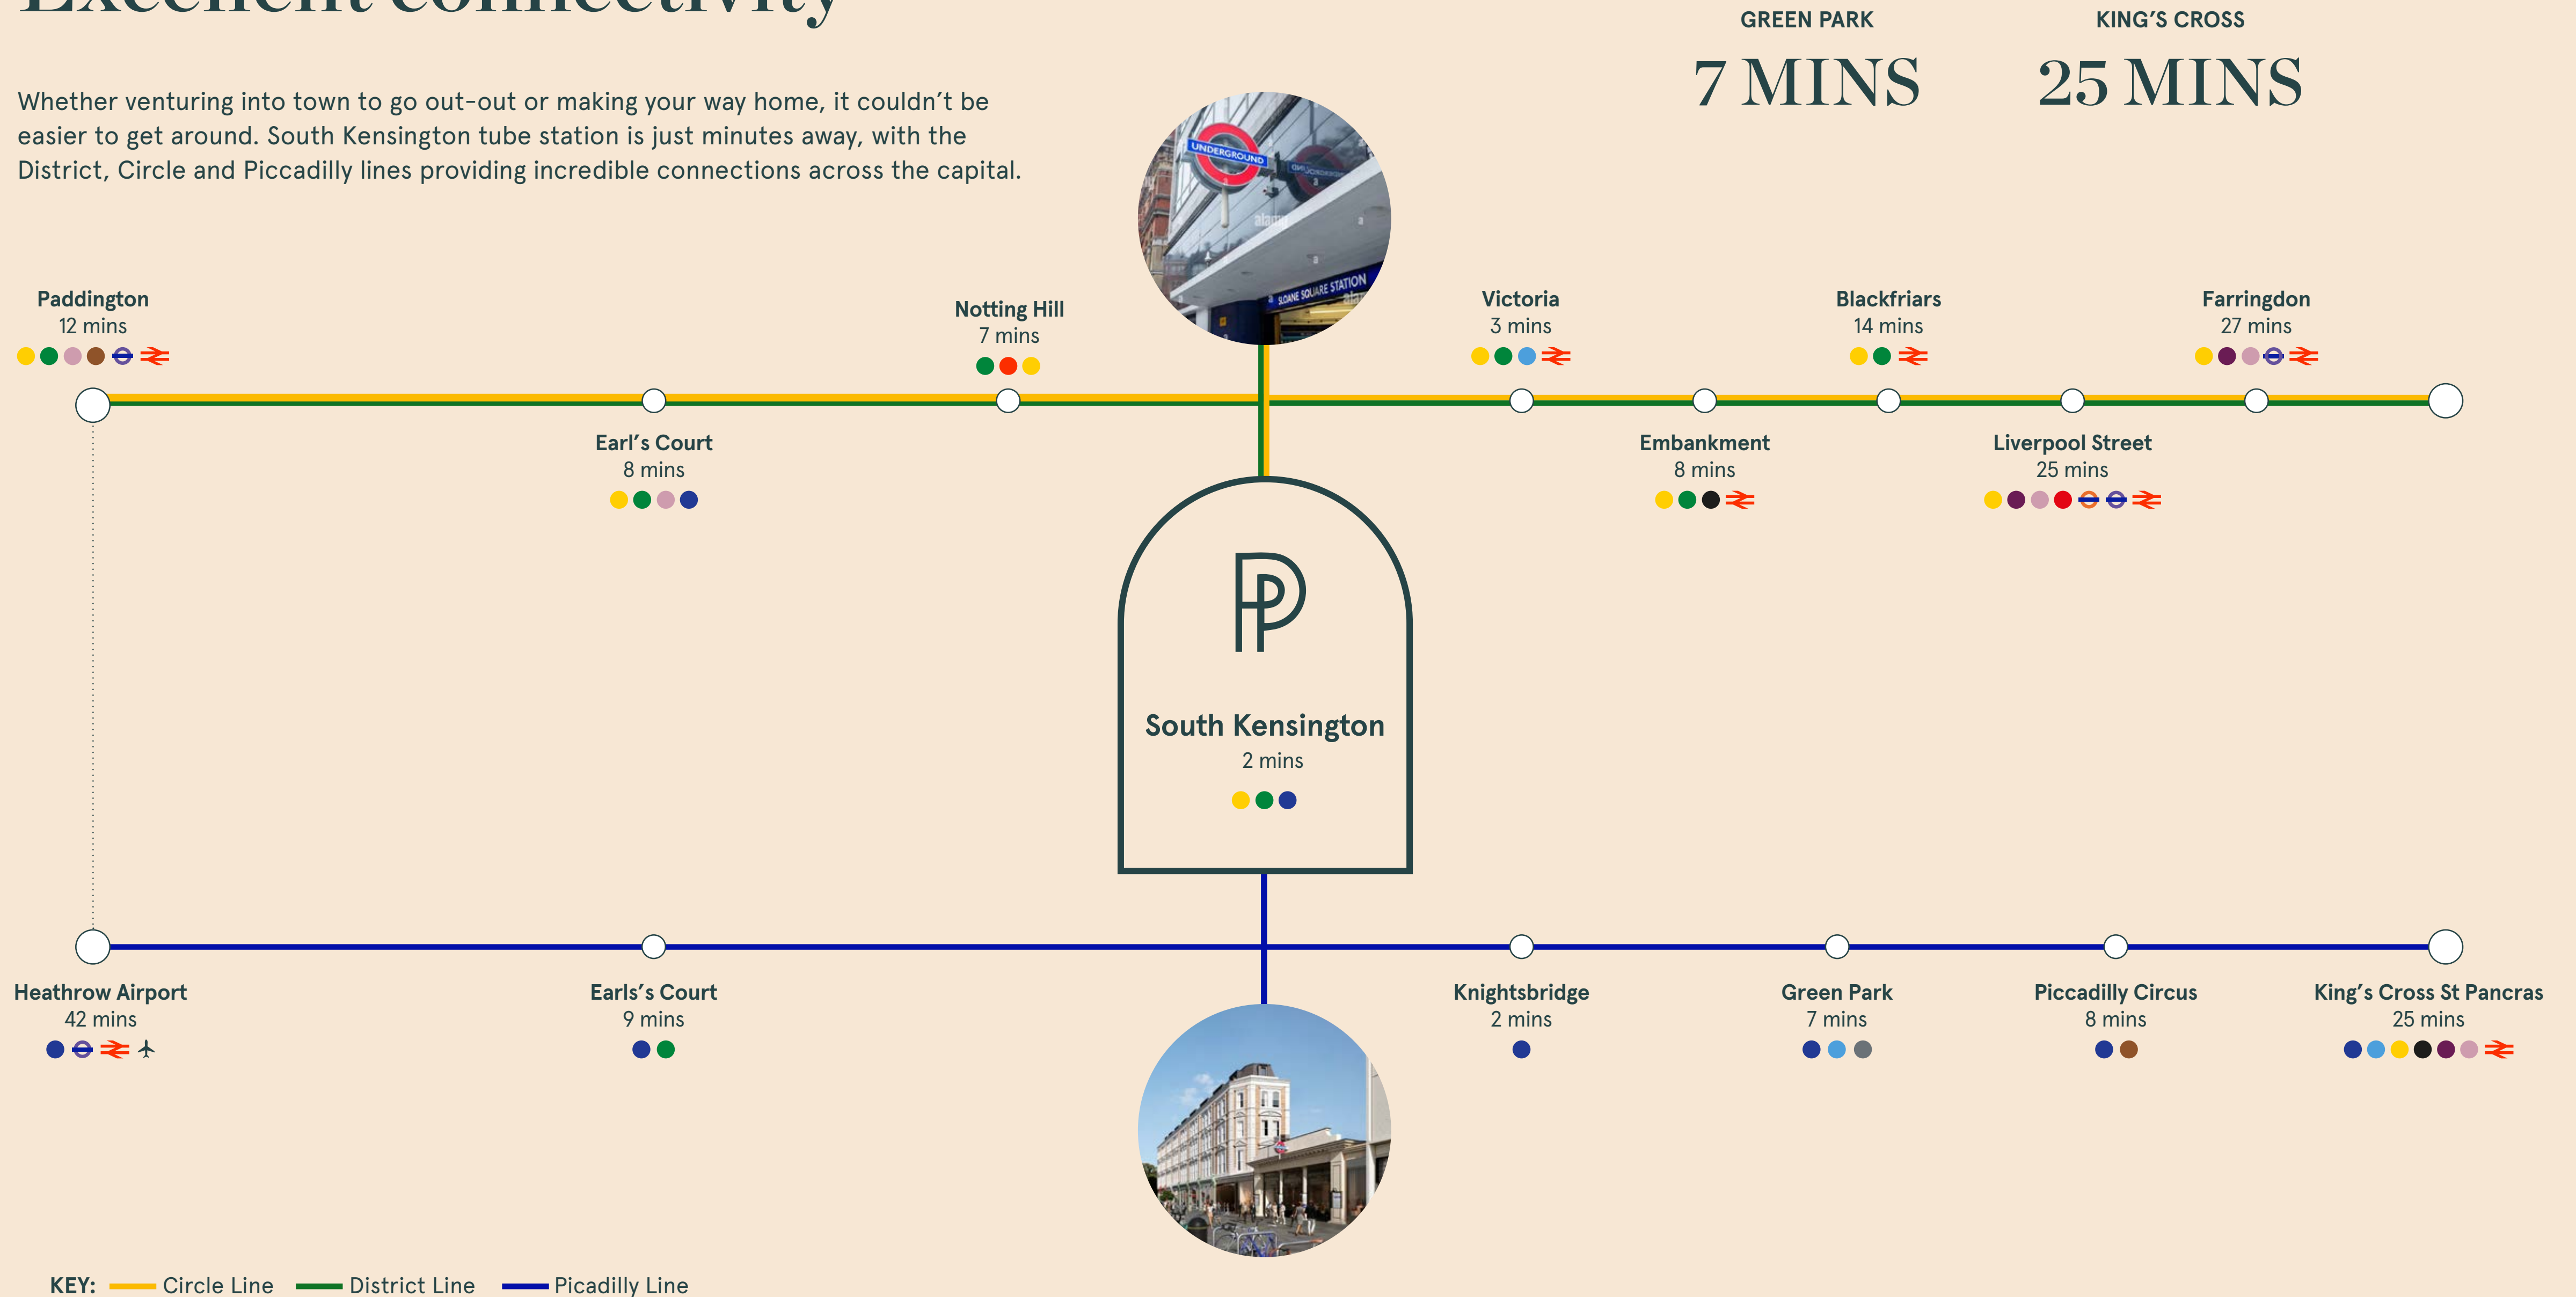 Excellent connectivity
GREEN PARK
7 MINS
KING'S CROSS
25 MINS
Whether venturing into town to go out-out or making your way home, it couldn't be
easier to get around. South Kensington tube station is just minutes away, with the
District, Circle and Piccadilly lines providing incredible connections across the capital.
UNDERGROUND
alamy
a
SLOANE SQUARE STATION
Paddington
12 mins
Notting Hill
7 mins
Victoria
3 mins
Blackfriars
14 mins
Farringdon
27 mins
Earl's Court
8 mins
Embankment
8 mins
Liverpool Street
25 mins
PP
South Kensington
2 mins
Heathrow Airport
42 mins
Earls's Court
9 mins
Knightsbridge
2 mins
Green Park
7 mins
Piccadilly Circus
8 mins
King's Cross St Pancras
25 mins
KEY:
Circle Line
District Line
Picadilly Line